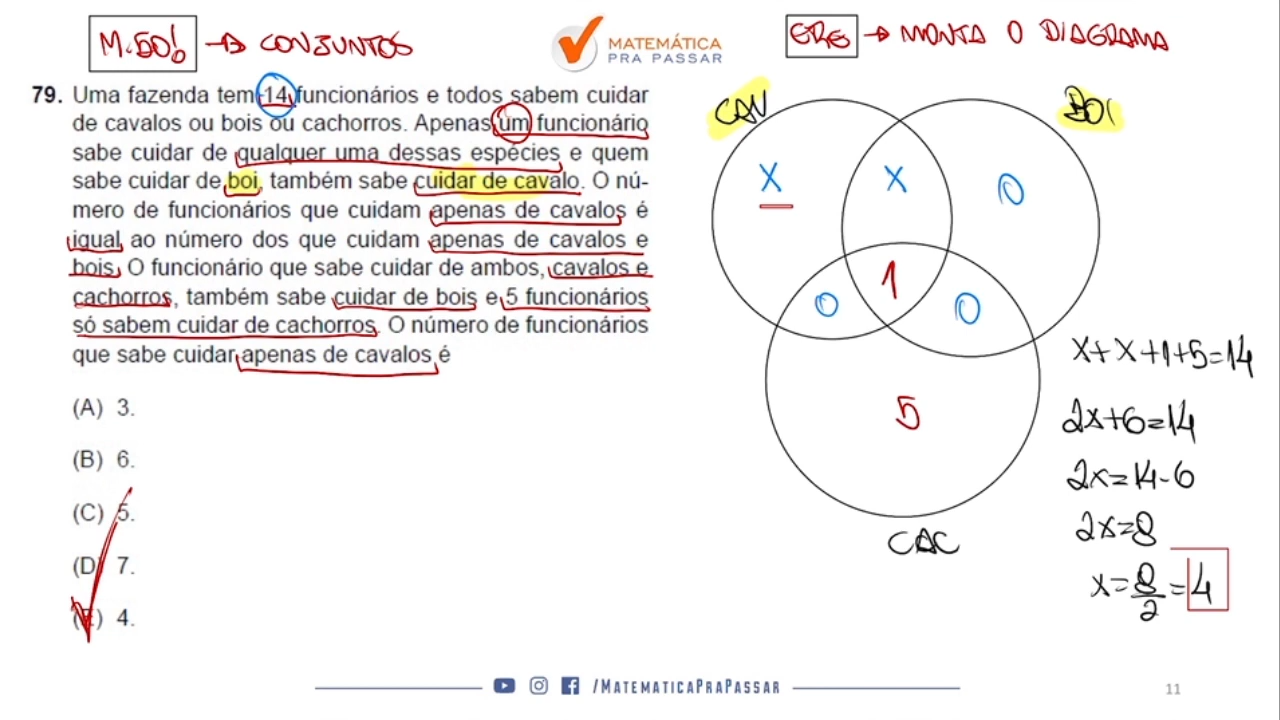 M.50! → CONJUNTOS
MATEMÁTICA
PRA PASSAR
→ MONTA O DIAGRAMA
79. Uma fazenda tem 14 funcionários e todos sabem cuidar
de cavalos ou bois ou cachorros. Apenas um funcionário
sabe cuidar de qualquer uma dessas espécies e quem
sabe cuidar de boi, também sabe cuidar de cavalo. O nú-
mero de funcionários que cuidam apenas de cavalos é
igual ao número dos que cuidam apenas de cavalos e
bois. O funcionário que sabe cuidar de ambos, cavalos e
cachorros, também sabe cuidar de bois e 5 funcionários
só sabem cuidar de cachorros. O número de funcionários
que sabe cuidar apenas de cavalos é
(A) 3.
(B) 6.
(C) 5.
(D) 7.
(E) 4.
CAV
BOI
X X 0
1
0 0
5
CAC
X+X+1+5=14
2X+6=14
2X=14-6
2X=8
X=8/2=4
/MATEMATICAPRAPASSAR
11